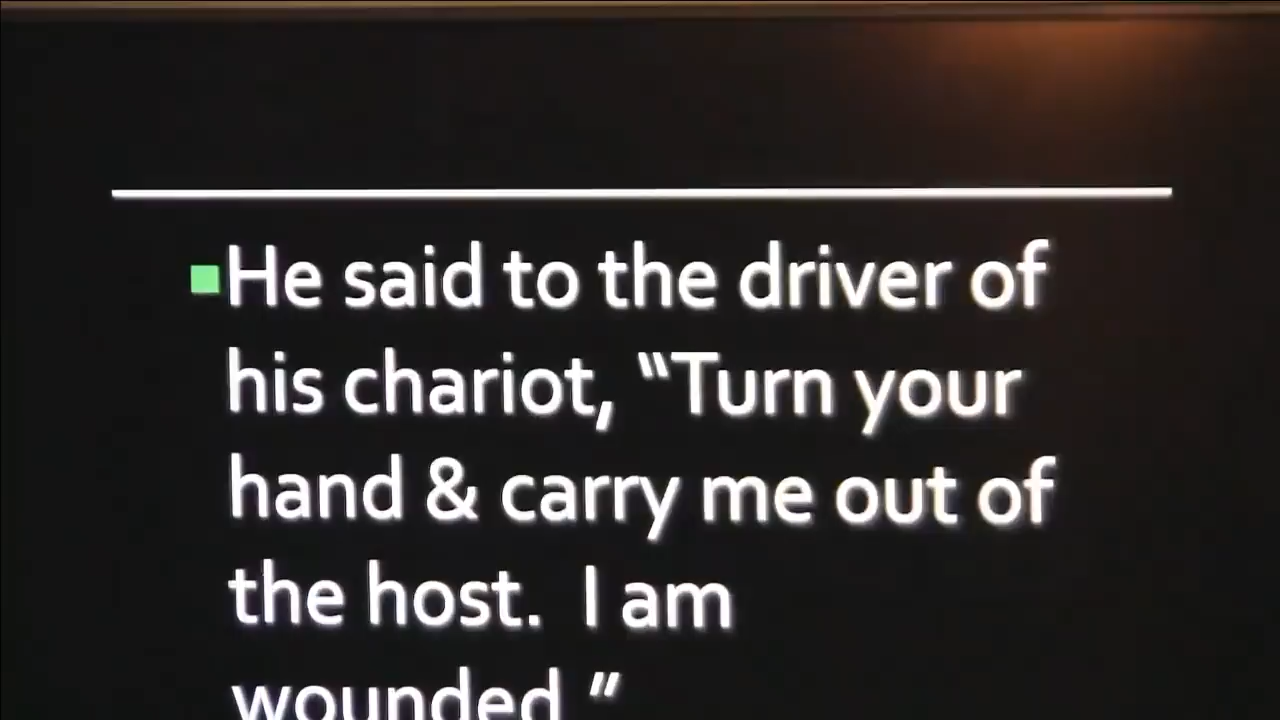 He said to the driver of
his chariot, “Turn your
hand & carry me out of
the host.  I am
wounded ”